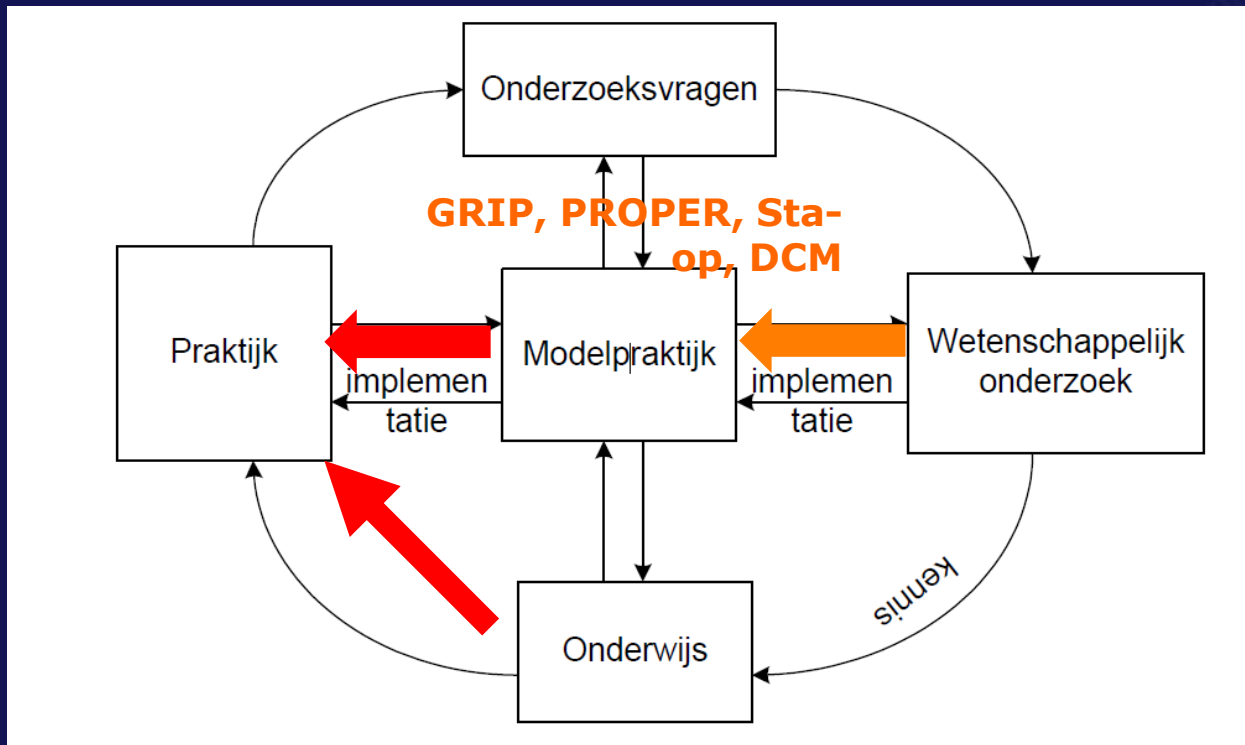 Onderzoeksvragen
GRIP, PROPER, Sta-
op, DCM
Praktijk
implemen
tatie
Modelpraktijk
implemen
tatie
Wetenschappelijk
onderzoek
kennis
Onderwijs